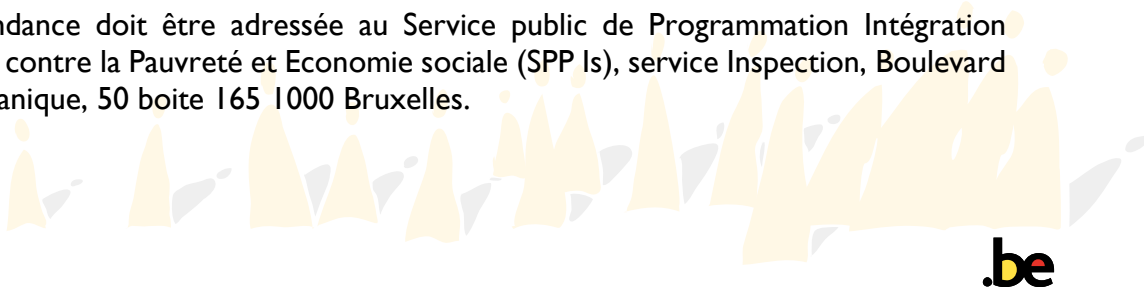 ndance doit être adressée au Service public de Programmation Intégration
contre la Pauvreté et Economie sociale (SPP Is), service Inspection, Boulevard
anique, 50 boite 165 1000 Bruxelles.
.be